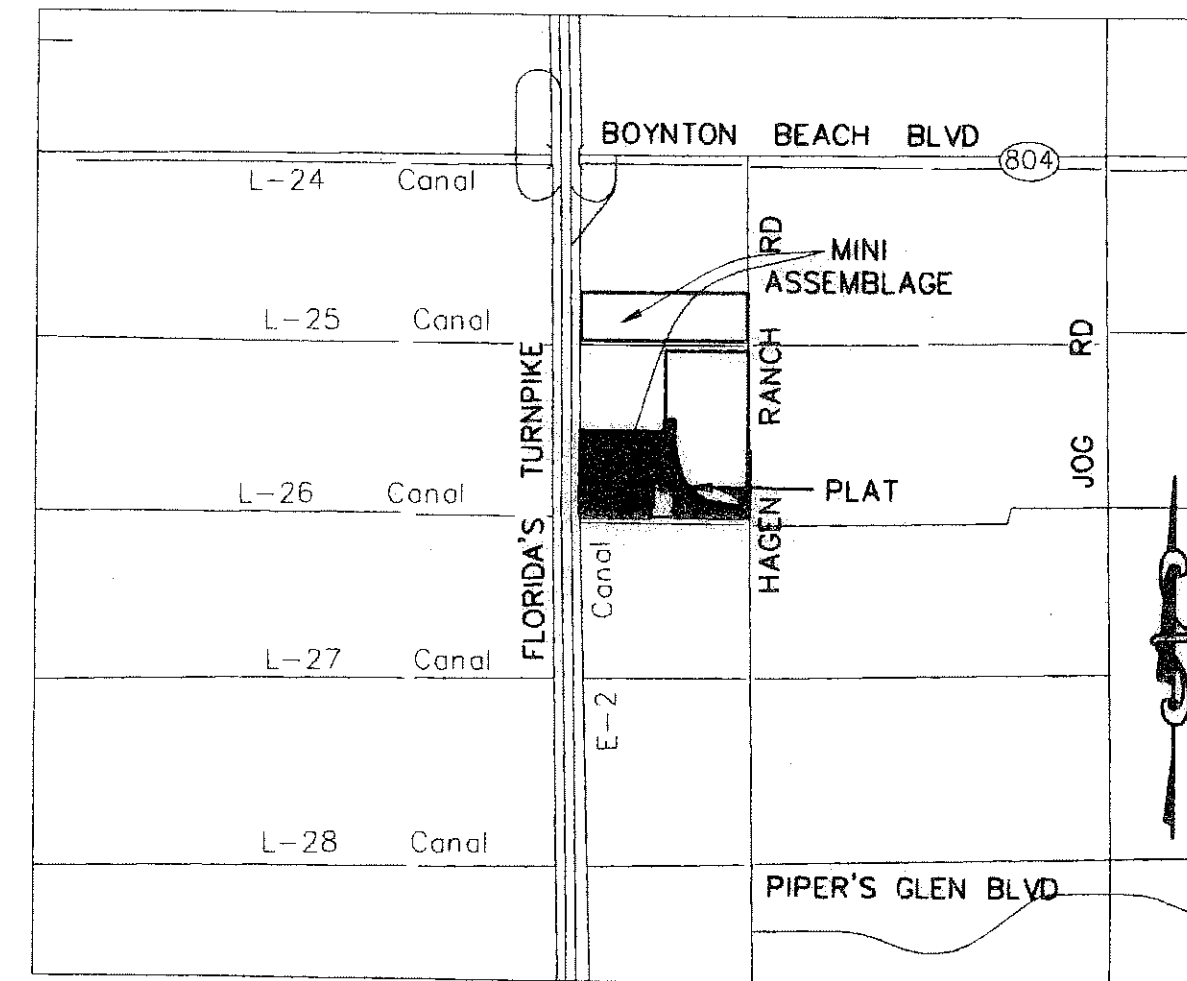 BOYNTON BEACH BLVD
804
L-24 Canal
MINI
ASSEMBLAGE
L-25 Canal
FLORIDA'S TURNPIKE
HAGEN RANCH RD
JOG RD
L-26 Canal
PLAT
E-2 Canal
L-27 Canal
L-28 Canal
PIPER'S GLEN BLVD